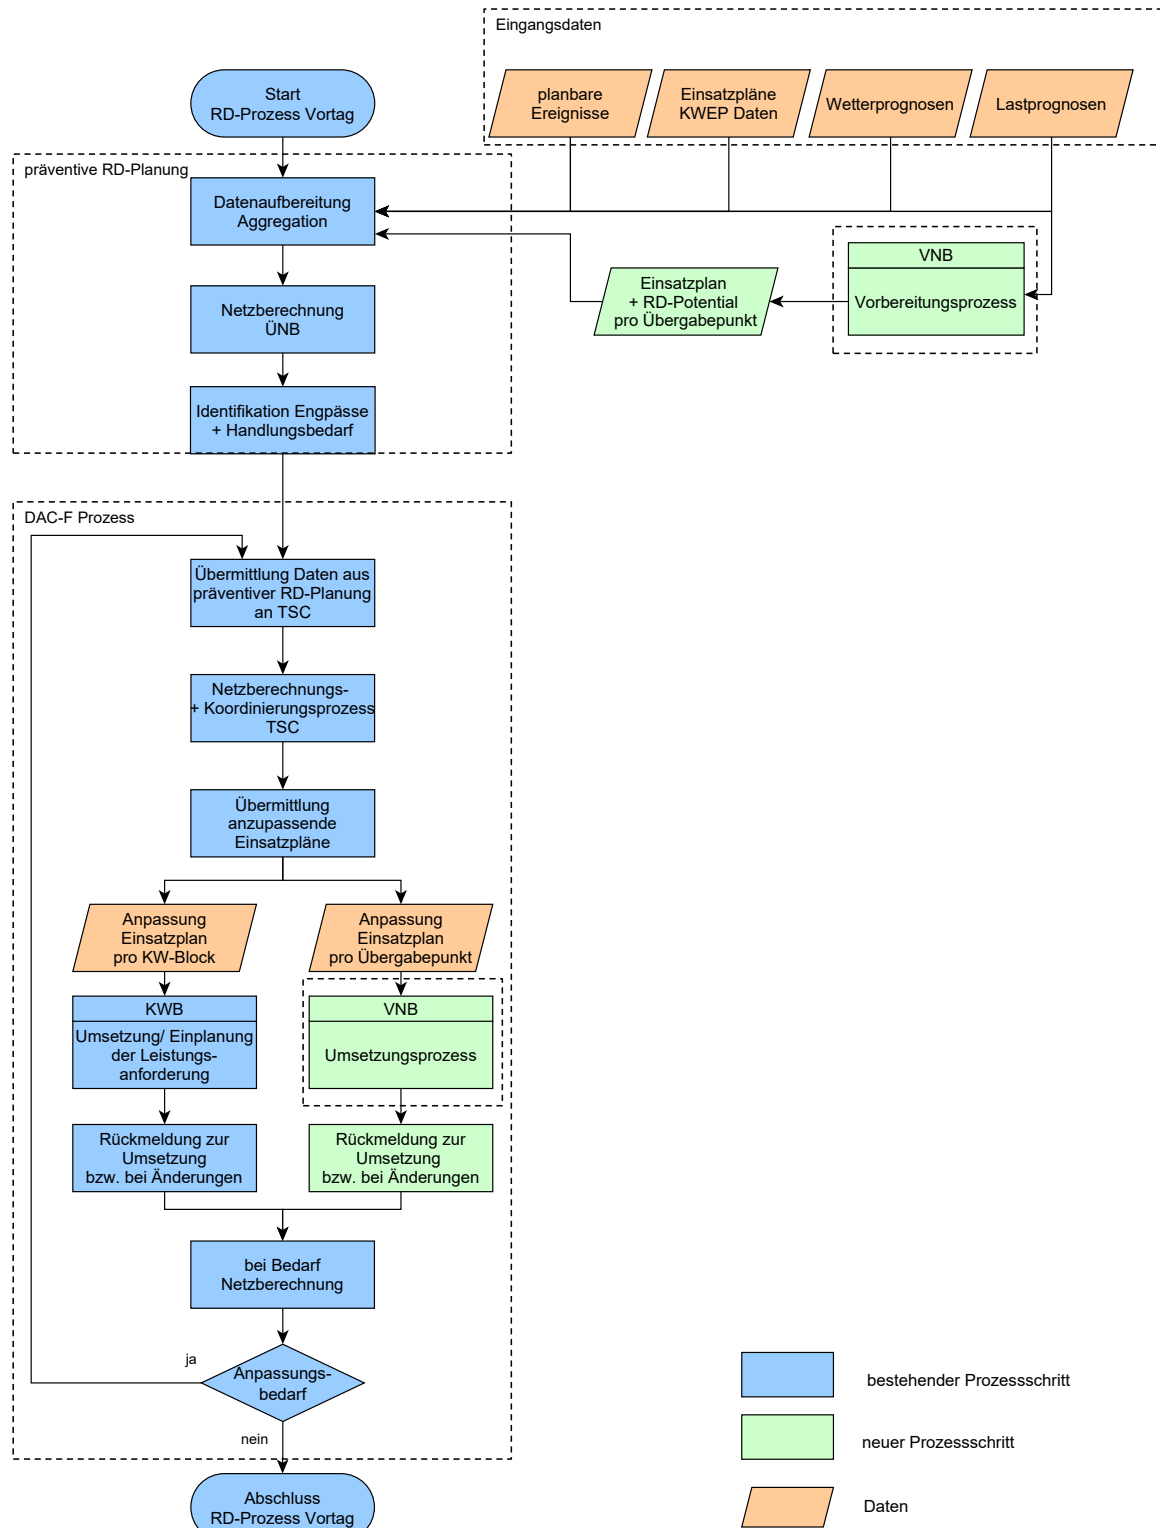 Eingangsdaten
planbare
Ereignisse
Einsatzpläne
KWEP Daten
Wetterprognosen
Lastprognosen
Start
RD-Prozess Vortag
präventive RD-Planung
Datenaufbereitung
Aggregation
VNB
Vorbereitungsprozess
Einsatzplan
+ RD-Potential
pro Übergabepunkt
Netzberechnung
ÜNB
Identifikation Engpässe
+ Handlungsbedarf
DAC-F Prozess
Übermittlung Daten aus
präventiver RD-Planung
an TSC
Netzberechnungs-
+ Koordinierungsprozess
TSC
Übermittlung
anzupassende
Einsatzpläne
Anpassung
Einsatzplan
pro KW-Block
Anpassung
Einsatzplan
pro Übergabepunkt
KWB
Umsetzung/ Einplanung
der Leistungs-
anforderung
VNB
Umsetzungsprozess
Rückmeldung zur
Umsetzung
bzw. bei Änderungen
Rückmeldung zur
Umsetzung
bzw. bei Änderungen
bei Bedarf
Netzberechnung
ja
Anpassungs-
bedarf
nein
Abschluss
RD-Prozess Vortag
bestehender Prozessschritt
neuer Prozessschritt
Daten